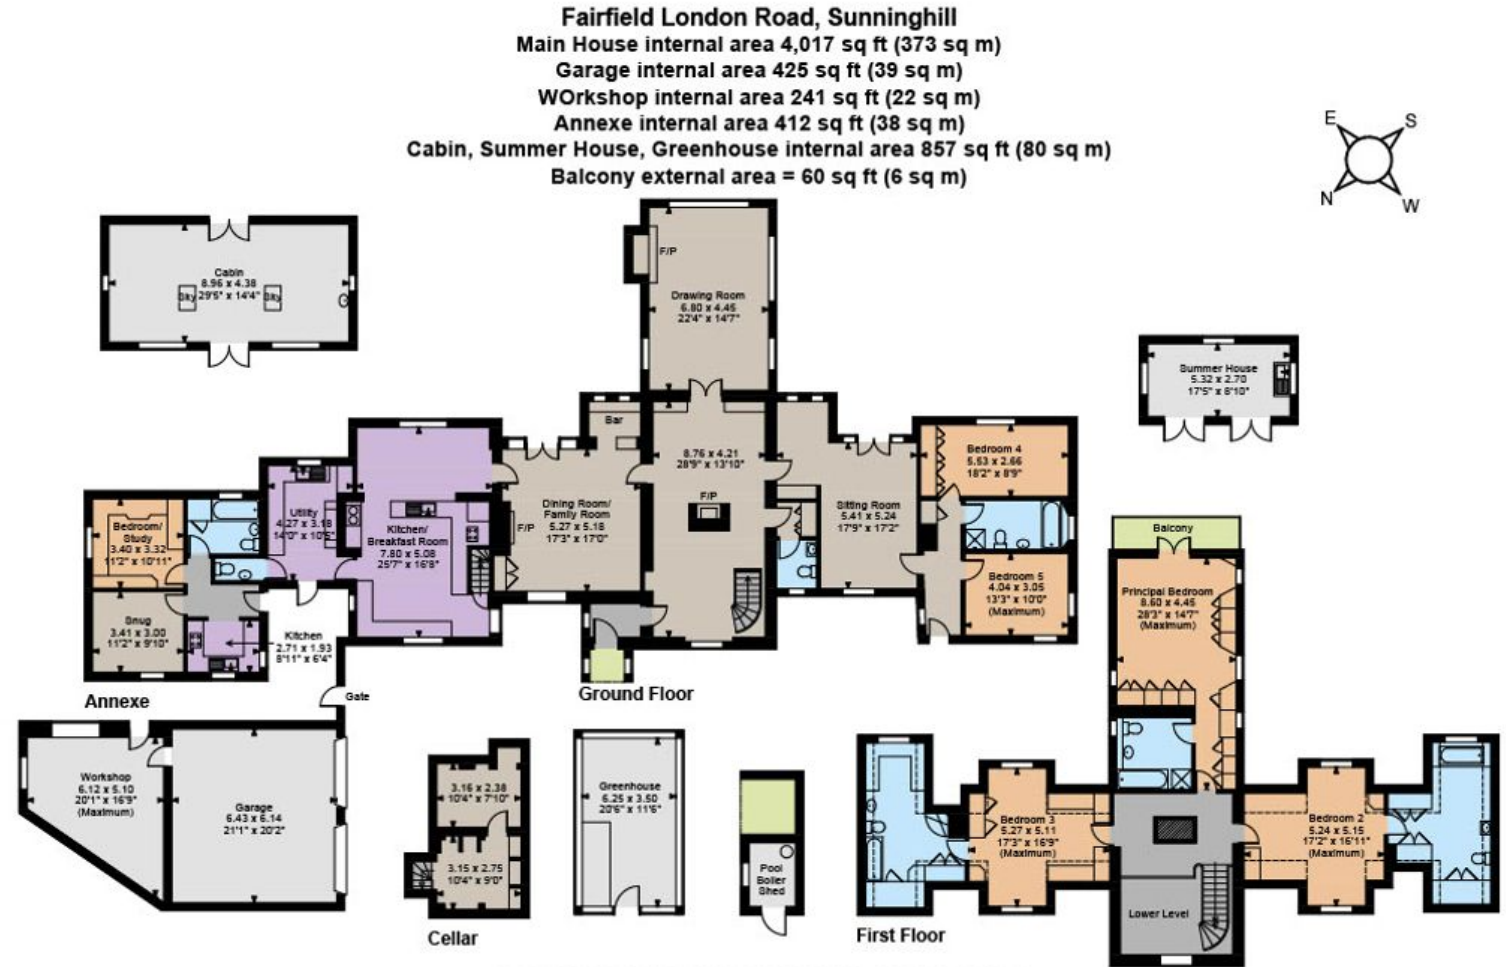 Fairfield London Road, Sunninghill
Main House internal area 4,017 sq ft (373 sq m)
Garage internal area 425 sq ft (39 sq m)
WOrkshop internal area 241 sq ft (22 sq m)
Annexe internal area 412 sq ft (38 sq m)
Cabin, Summer House, Greenhouse internal area 857 sq ft (80 sq m)
Balcony external area = 60 sq ft (6 sq m)
E
S
N
W
Cabin
8.96 x 4.38
29'5" x 14'4"
Sky
Sky
F/P
Drawing Room
6.80 x 4.45
22'4" x 14'7"
Summer House
5.32 x 2.70
17'5" x 8'10"
Bar
8.76 x 4.21
28'9" x 13'10"
F/P
Bedroom 4
5.53 x 2.66
18'2" x 8'9"
Sitting Room
5.41 x 5.24
17'9" x 17'2"
Dining Room/
Family Room
5.27 x 5.18
17'3" x 17'0"
F/P
Utility
4.27 x 3.18
14'0" x 10'5"
Kitchen/
Breakfast Room
7.80 x 5.08
25'7" x 16'8"
Bedroom/
Study
3.40 x 3.32
11'2" x 10'11"
Bedroom 5
4.04 x 3.05
13'3" x 10'0"
(Maximum)
Snug
3.41 x 3.00
11'2" x 9'10"
Kitchen
2.71 x 1.93
8'11" x 6'4"
Balcony
Principal Bedroom
8.60 x 4.45
28'3" x 14'7"
(Maximum)
Annexe
Gate
Ground Floor
Workshop
6.12 x 5.10
20'1" x 16'9"
(Maximum)
Garage
6.43 x 6.14
21'1" x 20'2"
3.16 x 2.38
10'4" x 7'10"
3.15 x 2.75
10'4" x 9'0"
Cellar
Greenhouse
6.25 x 3.50
20'6" x 11'6"
Pool
Boiler
Shed
Bedroom 3
5.27 x 5.11
17'3" x 16'9"
(Maximum)
Bedroom 2
5.24 x 5.15
17'2" x 16'11"
(Maximum)
Lower Level
First Floor